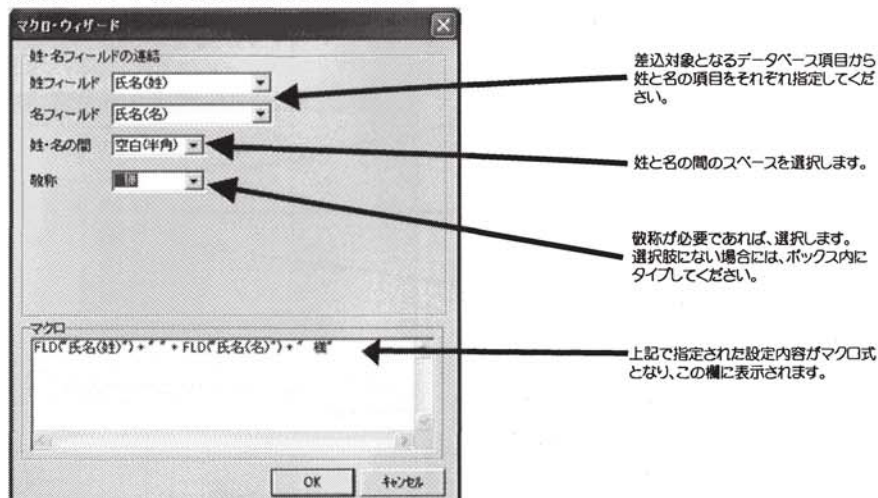 マクロ・ウィザード
姓・名フィールドの連結
姓フィールド 氏名(姓)
名フィールド 氏名(名)
姓・名の間 空白(半角)
敬称
マクロ
FLD("氏名(姓)") + " " + FLD("氏名(名)") + " 様"
OK キャンセル
差込対象となるデータベース項目から
姓と名の項目をそれぞれ指定してくだ
さい。
姓と名の間のスペースを選択します。
敬称が必要であれば、選択します。
選択肢にない場合には、ボックス内に
タイプしてください。
上記で指定された設定内容がマクロ式
となり、この欄に表示されます。